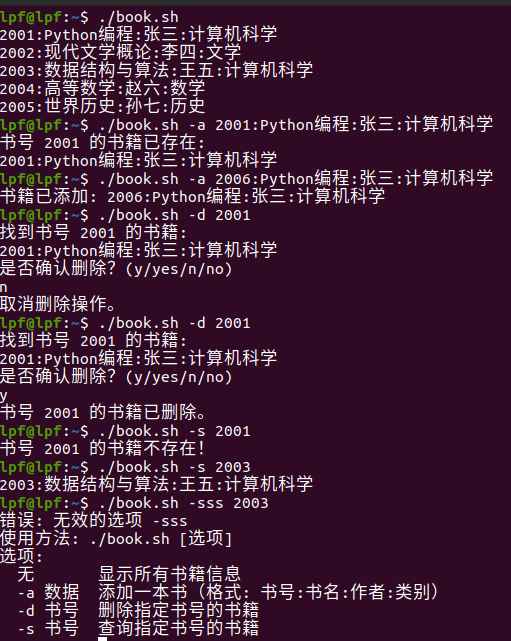 lpf@lpf:~$ ./book.sh
2001:Python编程:张三:计算机科学
2002:现代文学概论:李四:文学
2003:数据结构与算法:王五:计算机科学
2004:高等数学:赵六:数学
2005:世界历史:孙七:历史
lpf@lpf:~$ ./book.sh -a 2001:Python编程:张三:计算机科学
书号 2001 的书籍已存在:
2001:Python编程:张三:计算机科学
lpf@lpf:~$ ./book.sh -a 2006:Python编程:张三:计算机科学
书籍已添加: 2006:Python编程:张三:计算机科学
lpf@lpf:~$ ./book.sh -d 2001
找到书号 2001 的书籍:
2001:Python编程:张三:计算机科学
是否确认删除? (y/yes/n/no)
n
取消删除操作。
lpf@lpf:~$ ./book.sh -d 2001
找到书号 2001 的书籍:
2001:Python编程:张三:计算机科学
是否确认删除? (y/yes/n/no)
y
书号 2001 的书籍已删除。
lpf@lpf:~$ ./book.sh -s 2001
书号 2001 的书籍不存在!
lpf@lpf:~$ ./book.sh -s 2003
2003:数据结构与算法:王五:计算机科学
lpf@lpf:~$ ./book.sh -sss 2003
错误: 无效的选项 -sss
使用方法: ./book.sh [选项]
选项:
  无       显示所有书籍信息
  -a 数据  添加一本书（格式: 书号:书名:作者:类别）
  -d 书号  删除指定书号的书籍
  -s 书号  查询指定书号的书籍